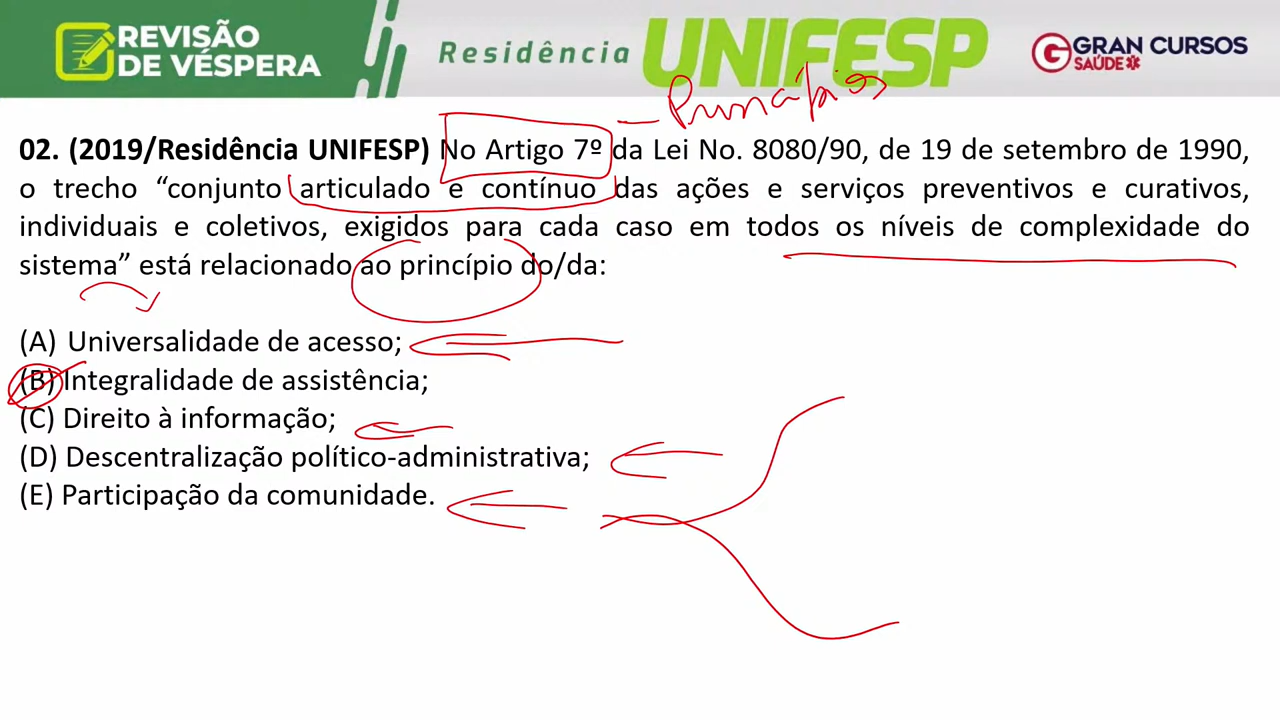 REVISÃO
DE VÉSPERA
Residência UNIFESP
GRAN CURSOS
SAÚDE
Princípios
02. (2019/Residência UNIFESP) No Artigo 7º da Lei No. 8080/90, de 19 de setembro de 1990,
o trecho “conjunto articulado e contínuo das ações e serviços preventivos e curativos,
individuais e coletivos, exigidos para cada caso em todos os níveis de complexidade do
sistema” está relacionado ao princípio do/da:
(A) Universalidade de acesso;
(B) Integralidade de assistência;
(C) Direito à informação;
(D) Descentralização político-administrativa;
(E) Participação da comunidade.